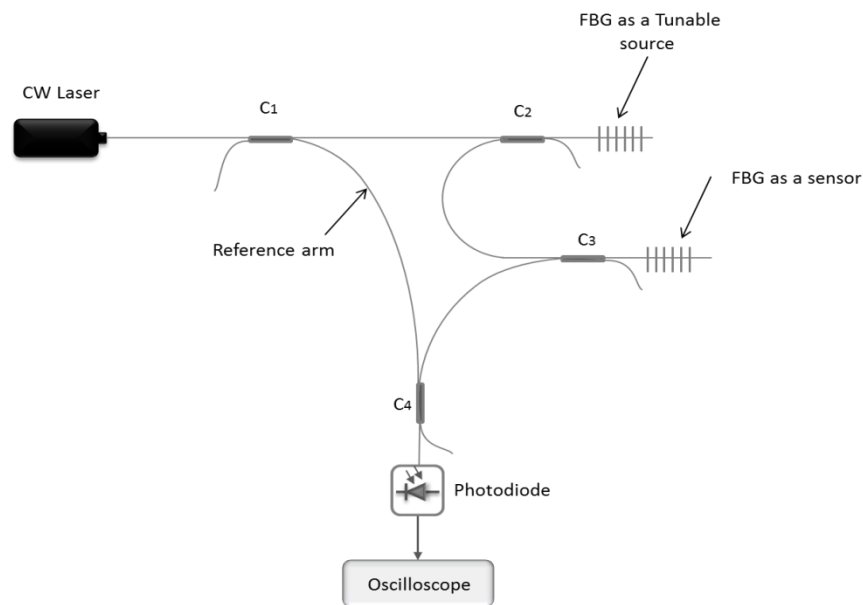 FBG as a Tunable
source
CW Laser
C1
C2
FBG as a sensor
Reference arm
C3
C4
Photodiode
Oscilloscope